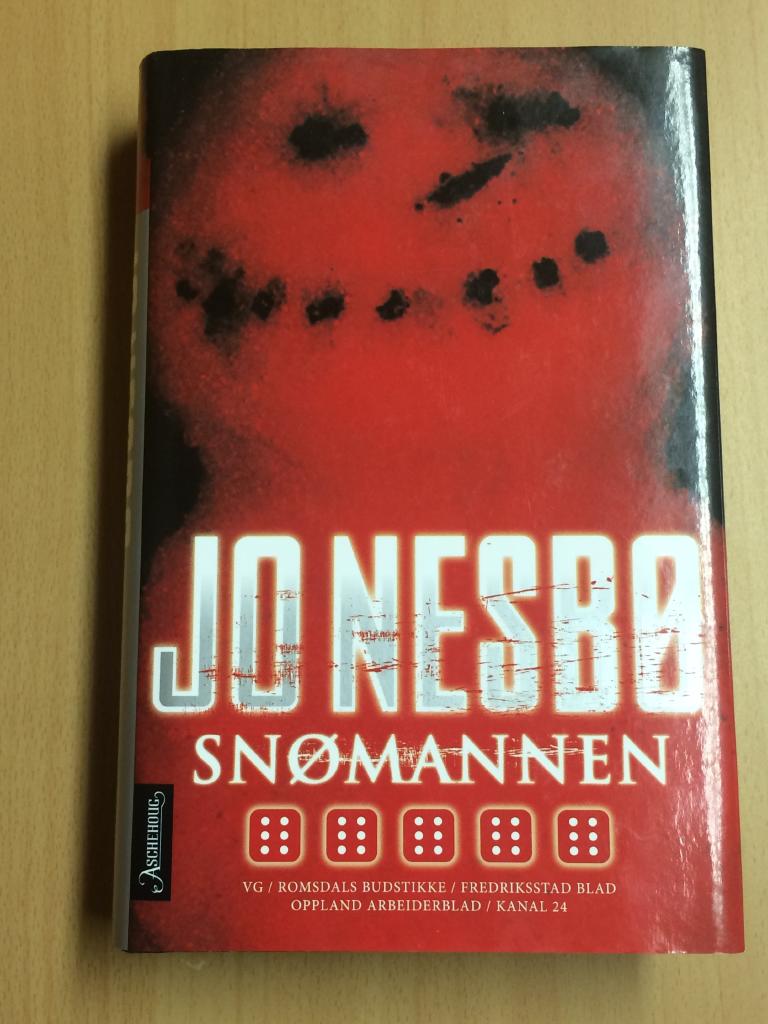 JO NESBØ
SNØMANNEN
VG / ROMSDALS BUDSTIKKE / FREDRIKSSTAD BLAD
OPPLAND ARBEIDERBLAD / KANAL 24
ASCHEHOUG